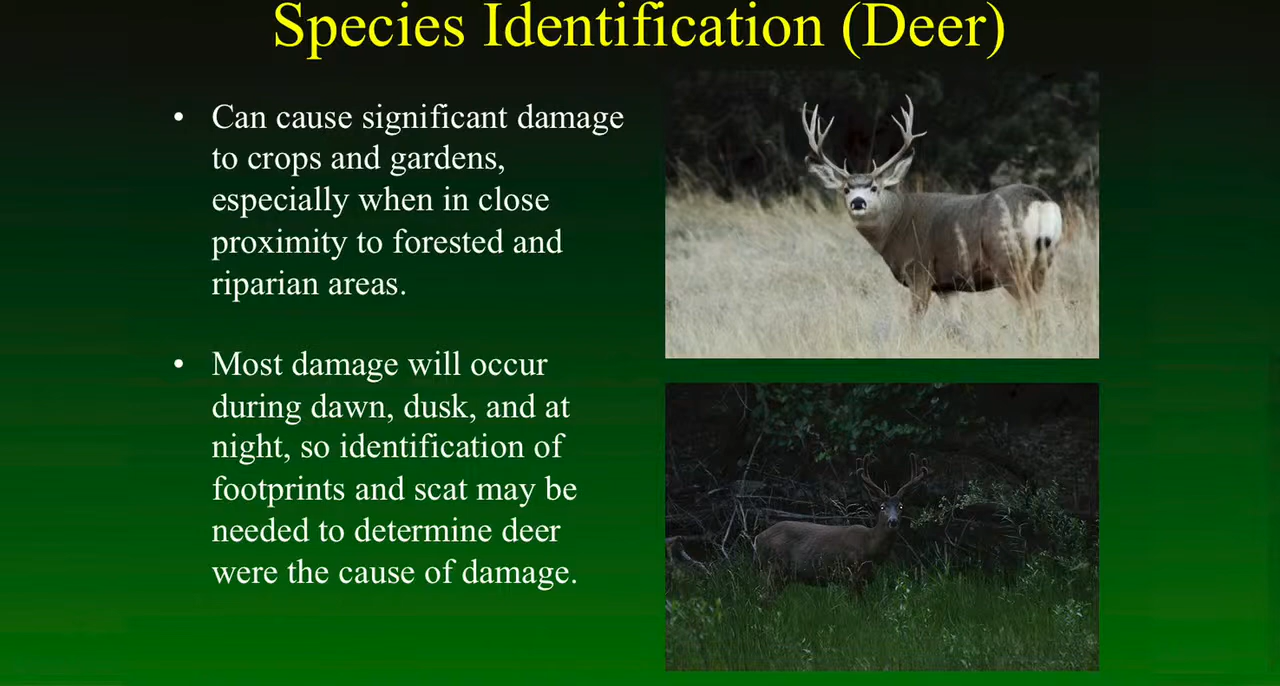 Species Identification (Deer)
• Can cause significant damage
to crops and gardens,
especially when in close
proximity to forested and
riparian areas.
• Most damage will occur
during dawn, dusk, and at
night, so identification of
footprints and scat may be
needed to determine deer
were the cause of damage.